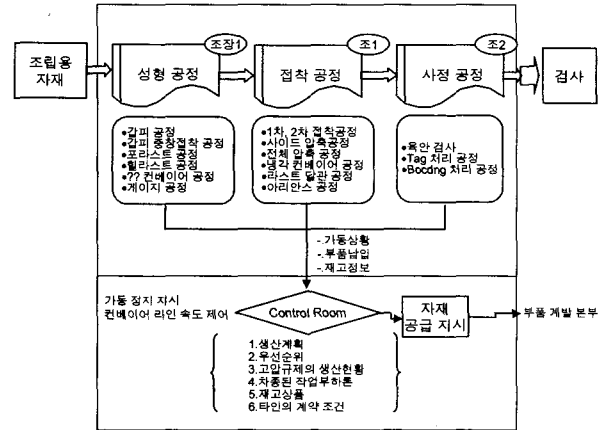 조장1
조1
조2
조립용
자재
성형 공정
접착 공정
사정 공정
검사
•갑피 공정
•갑피 중창접착 공정
•포라스트 공정
•힐라스트 공정
•?? 컨베이어 공정
•게이지 공정
•1차, 2차 접착공정
•사이드 압축공정
•전체 압축 공정
•냉각 컨베이어 공정
•라스트 탈관 공정
•아리안스 공정
•육안 검사
•Tag 처리 공정
•Bocdng 처리 공정
-.가동상황
-.부품납입
-.재고정보
가동 정지 지시
컨베이어 라인 속도 제어
Control Room
자재
공급 지시
부품 계발 본부
1.생산계획
2.우선순위
3.고압규제의 생산현황
4.차종된 작업부하톤
5.재고상품
6.타인의 계약 조건